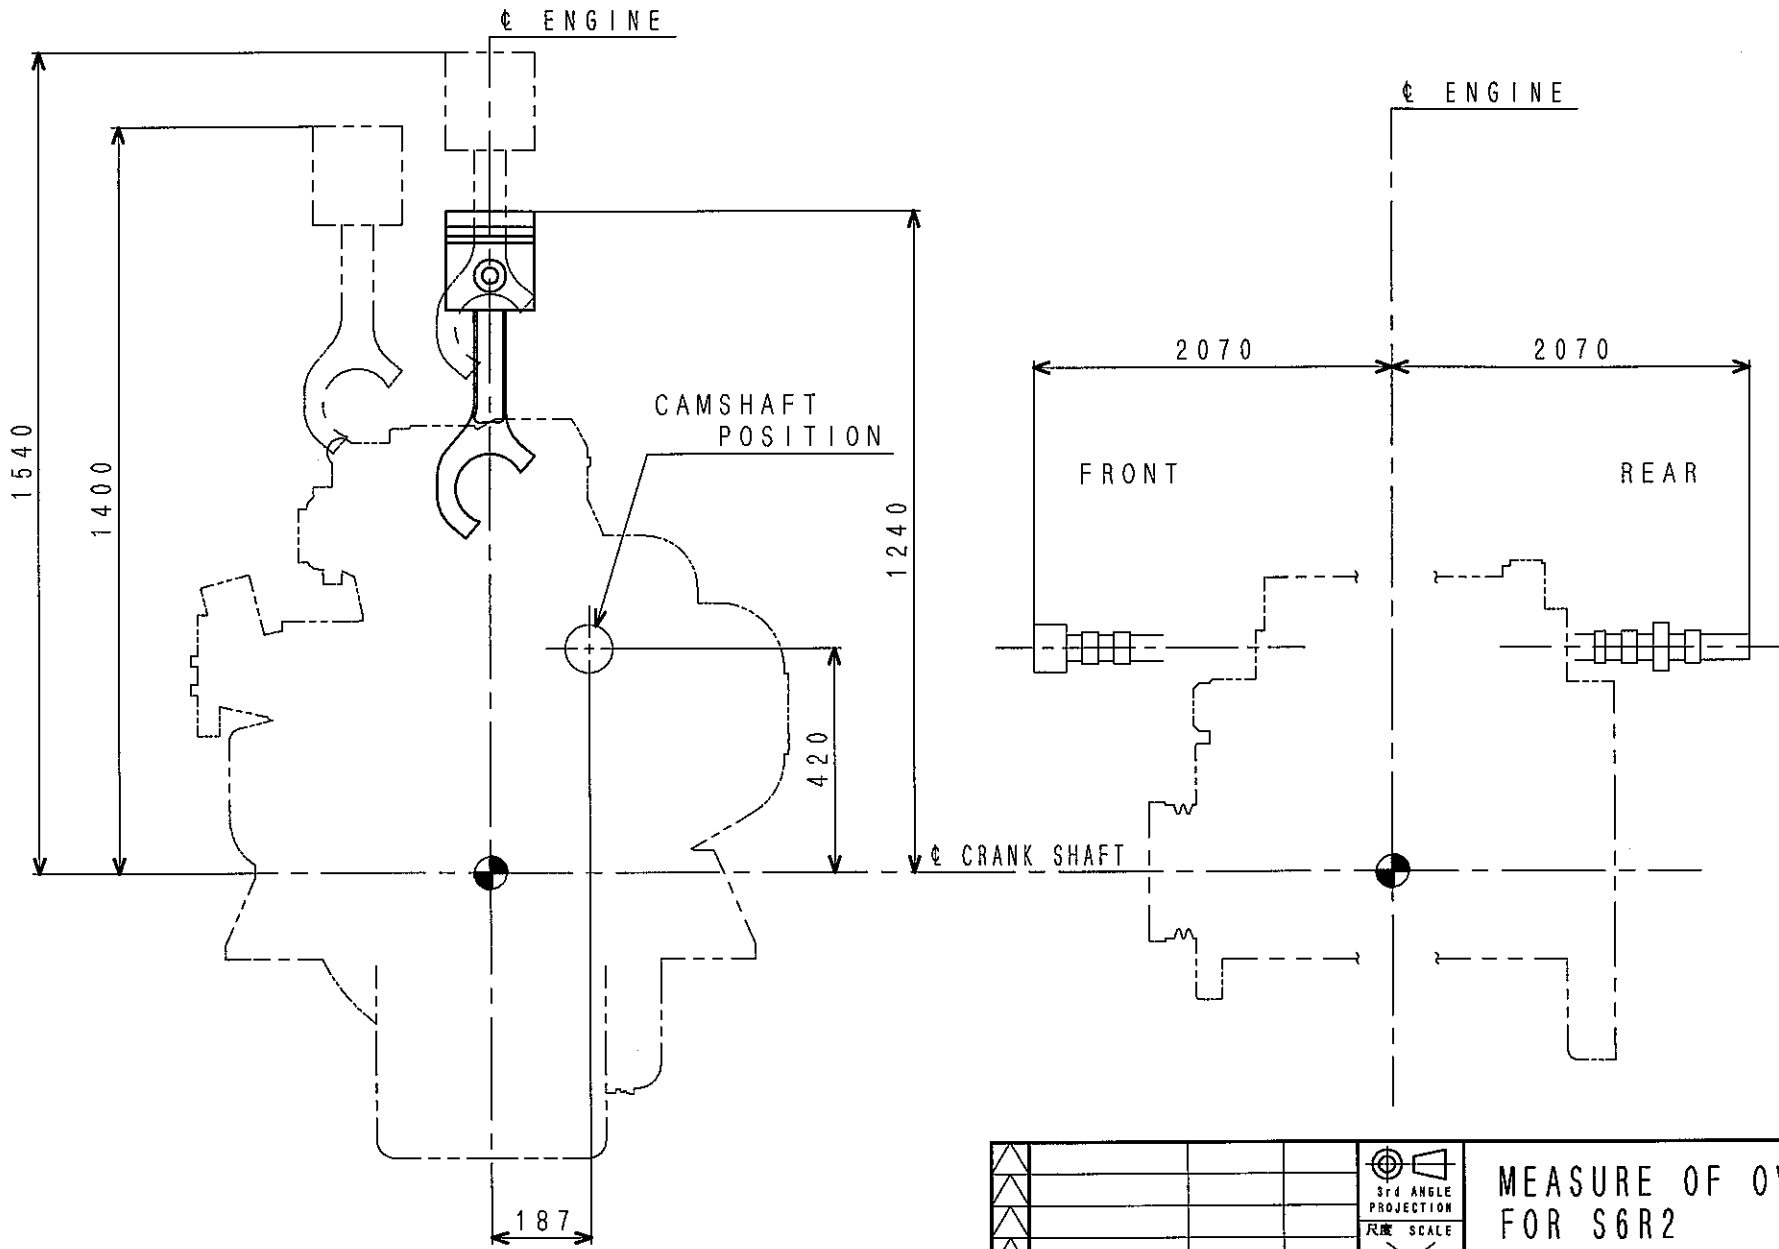 ℄ ENGINE
℄ ENGINE
1540
1400
1240
2070
2070
CAMSHAFT
POSITION
FRONT
REAR
420
℄ CRANK SHAFT
187
3rd ANGLE
PROJECTION
尺度 SCALE
MEASURE OF
FOR S6R2